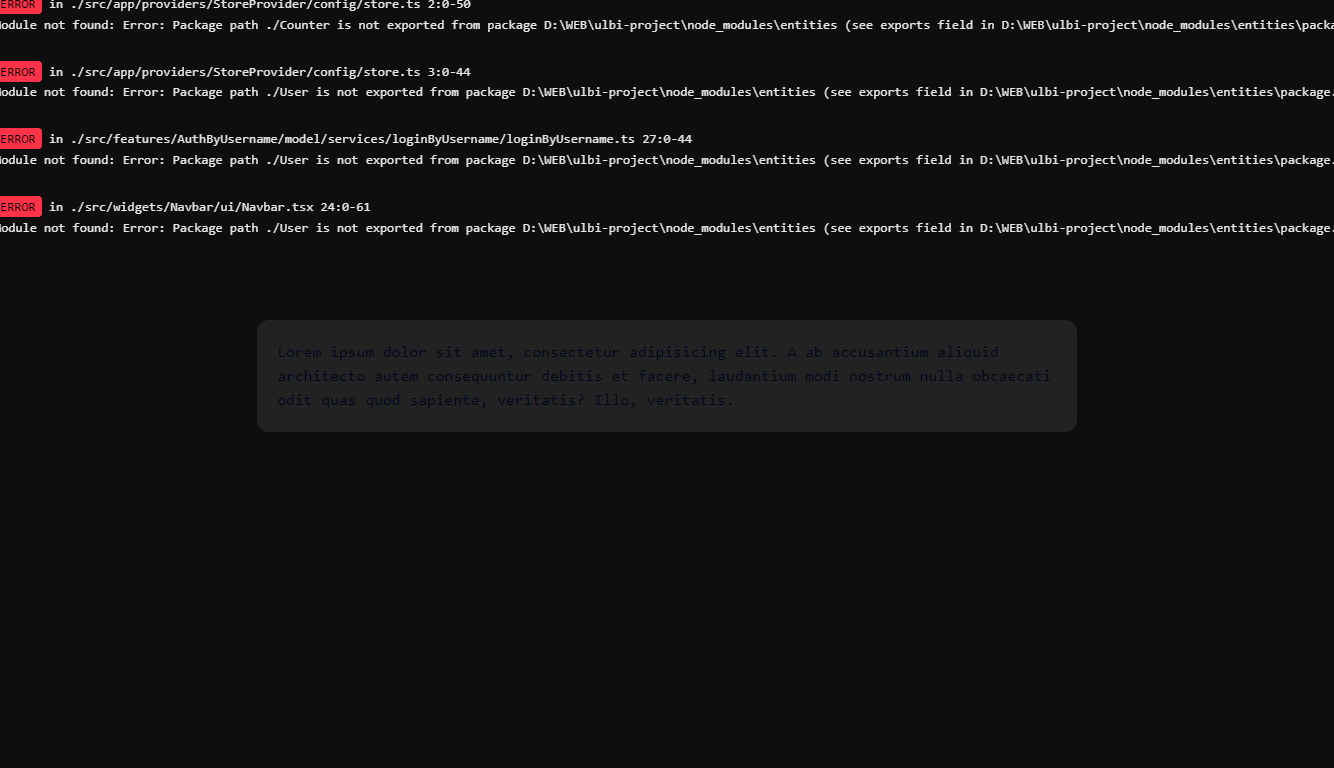 ERROR in ./src/app/providers/StoreProvider/config/store.ts 2:0-50
Module not found: Error: Package path ./Counter is not exported from package D:\WEB\ulbi-project\node_modules\entities (see exports field in D:\WEB\ulbi-project\node_modules\entities\packa
ERROR in ./src/app/providers/StoreProvider/config/store.ts 3:0-44
Module not found: Error: Package path ./User is not exported from package D:\WEB\ulbi-project\node_modules\entities (see exports field in D:\WEB\ulbi-project\node_modules\entities\package.
ERROR in ./src/features/AuthByUsername/model/services/loginByUsername/loginByUsername.ts 27:0-44
Module not found: Error: Package path ./User is not exported from package D:\WEB\ulbi-project\node_modules\entities (see exports field in D:\WEB\ulbi-project\node_modules\entities\package.
ERROR in ./src/widgets/Navbar/ui/Navbar.tsx 24:0-61
Module not found: Error: Package path ./User is not exported from package D:\WEB\ulbi-project\node_modules\entities (see exports field in D:\WEB\ulbi-project\node_modules\entities\package.
Lorem ipsum dolor sit amet, consectetur adipisicing elit. A ab accusantium aliquid
architecto autem consequuntur debitis et facere, laudantium modi nostrum nulla obcaecati
odit quas quod sapiente, veritatis? Illo, veritatis.